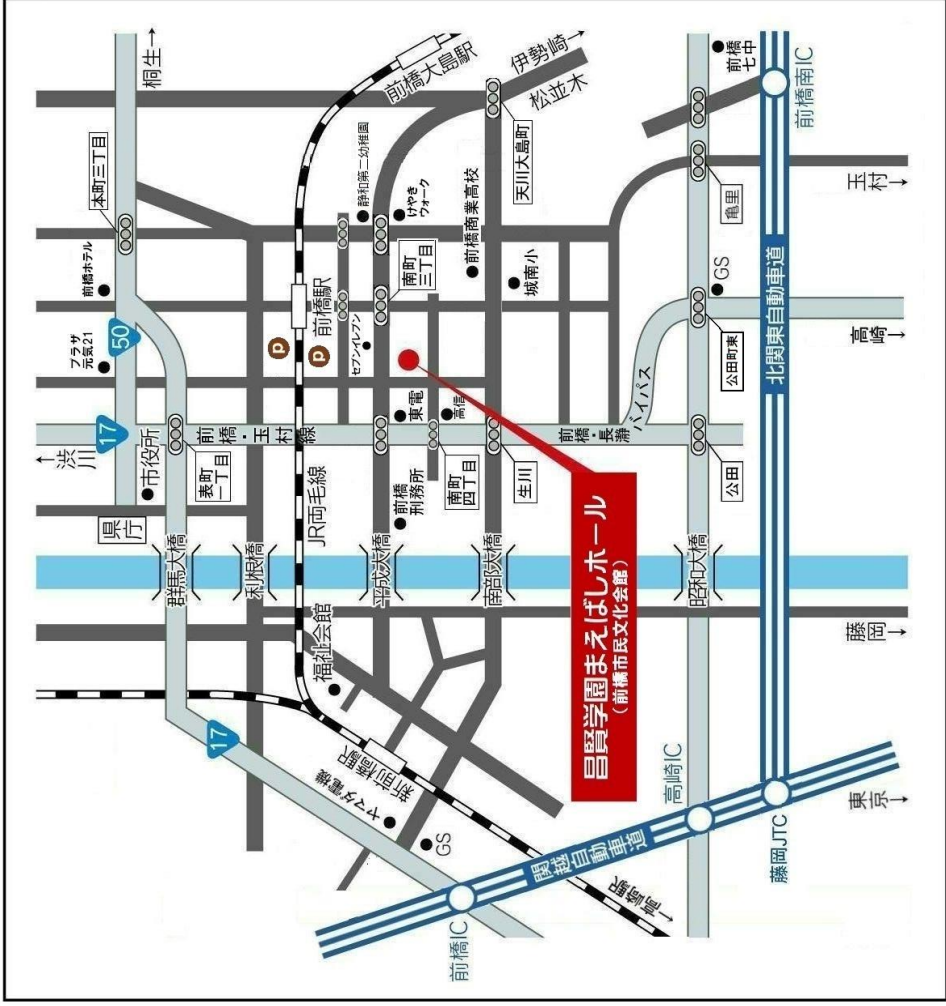 桐生→
本町三丁目
前橋ホテル
プラザ
元気21
50
17
←渋川
市役所
県庁
表町
一丁目
群馬大橋
前橋・玉村線
利根橋
JR両毛線
前橋大島駅
前橋駅
P
P
静和第二幼稚園
けやき
ウォーク
セブンイレブン
南町
三丁目
伊勢崎→
松並木
天川大島町
前橋商業高校
城南小
東電
高信
南町
四丁目
前橋
刑務所
平成大橋
生川
南部大橋
前橋・長瀞
バイパス
前橋
七中
前橋南IC
亀里
玉村→
GS
公田町東
高崎→
公田
昭和大橋
北関東自動車道
昌賢学園まえばしホール
(前橋市民文化会館)
福祉会館
新前橋駅
ヤマダ電機
17
GS
前橋IC
関越自動車道
高崎IC
藤岡JTC
藤岡→
東京→
←高崎駅